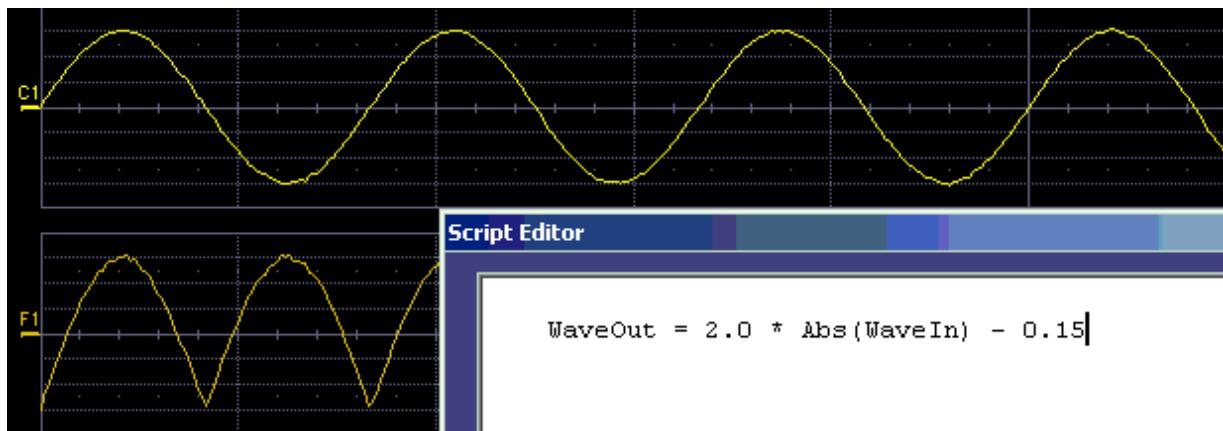 C1
Script Editor
F1
WaveOut = 2.0 * Abs(WaveIn) - 0.15